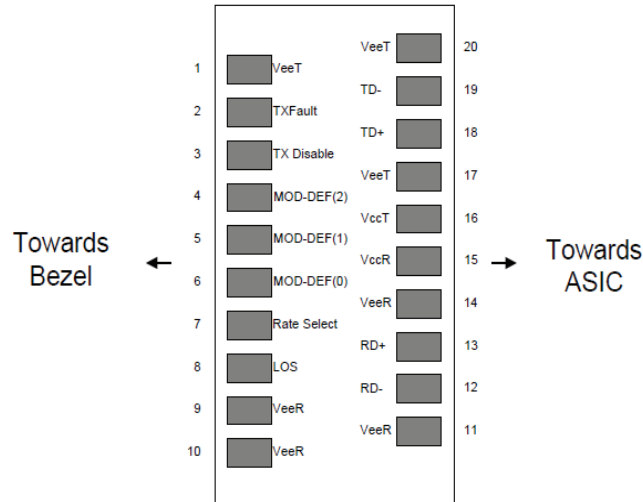 VeeT 20
1 VeeT
TD- 19
2 TXFault
TD+ 18
3 TX Disable
VeeT 17
4 MOD-DEF(2)
VccT 16
Towards
Bezel
5 MOD-DEF(1)
VccR 15
Towards
ASIC
6 MOD-DEF(0)
VeeR 14
7 Rate Select
RD+ 13
8 LOS
RD- 12
9 VeeR
VeeR 11
10 VeeR